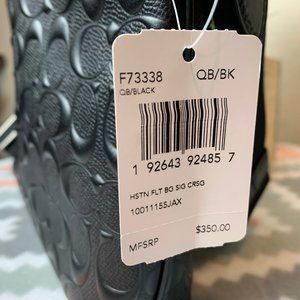 F73338 QB/BK
QB/BLACK
1 92643 92485 7
HSTN FLT BG SIG CRSG
10011155JAX
MFSRP $350.00